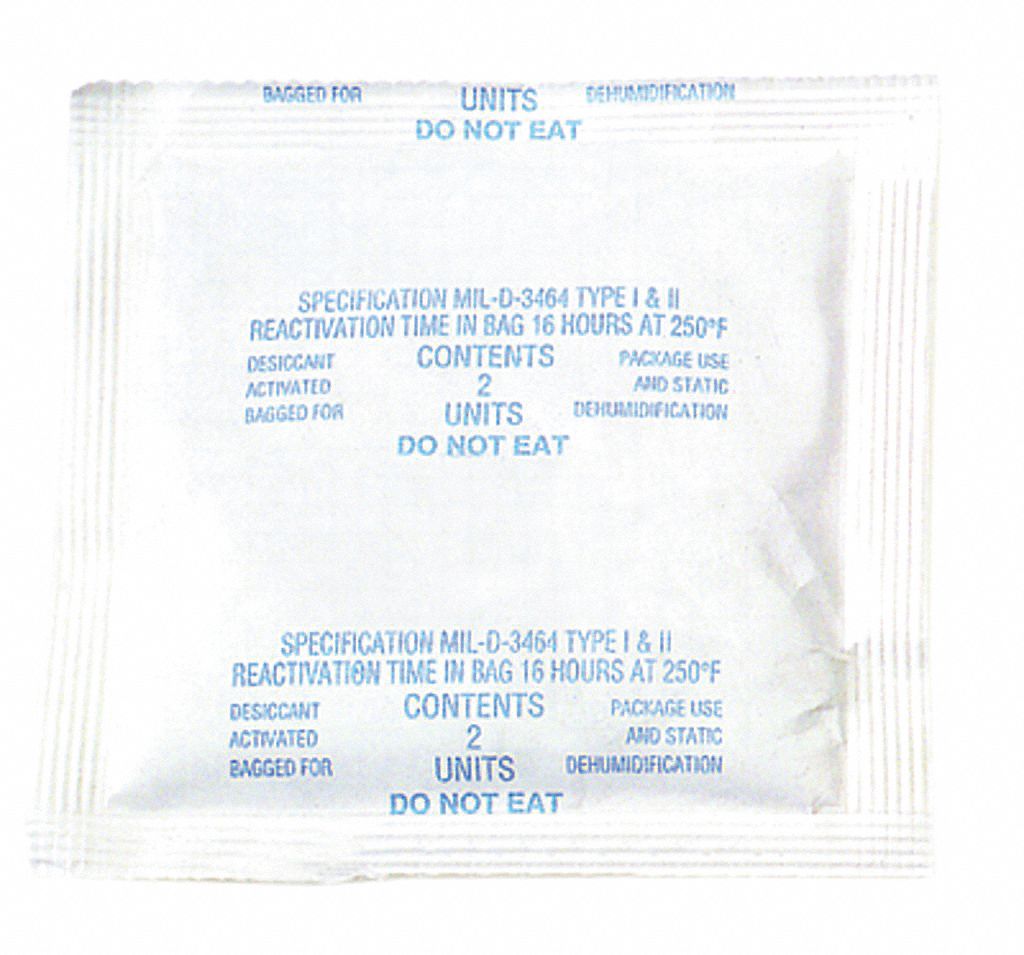 BAGGED FOR UNITS DEHUMIDIFICATION
DO NOT EAT
SPECIFICATION MIL-D-3464 TYPE I & II
REACTIVATION TIME IN BAG 16 HOURS AT 250°F
DESICCANT CONTENTS PACKAGE USE
ACTIVATED 2 AND STATIC
BAGGED FOR UNITS DEHUMIDIFICATION
DO NOT EAT
SPECIFICATION MIL-D-3464 TYPE I & II
REACTIVATION TIME IN BAG 16 HOURS AT 250°F
DESICCANT CONTENTS PACKAGE USE
ACTIVATED 2 AND STATIC
BAGGED FOR UNITS DEHUMIDIFICATION
DO NOT EAT